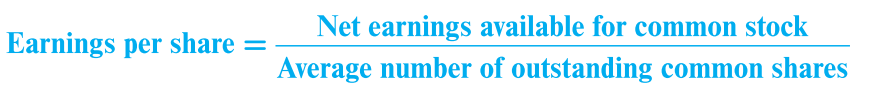 Earnings per share = Net earnings available for common stock
Average number of outstanding common shares